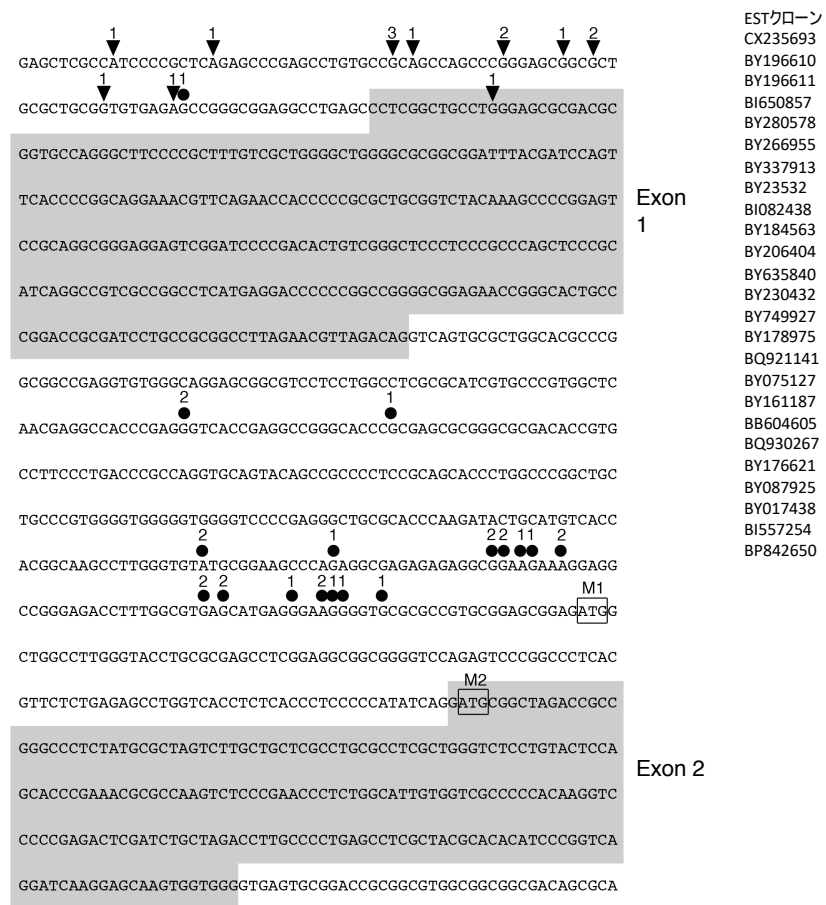 1 1 3 1 2 1 2
GAGCTCGCCATCCCCGCTCAGAGCCCGAGCCTGTGCCGCAGCCAGCCCGGGAGCGGCGCT
1 11 1
GCGCTGCGGTGTGAGAGCCGGGCGGAGGCCTGAGCCCTCGGCTGCCTGGGAGCGCGACGC
GGTGCCAGGGCTTCCCCGCTTTGTCGCTGGGGCTGGGGCGCGGCGGATTTACGATCCAGT
TCACCCCGGCAGGAAACGTTCAGAACCACCCCCGCGCTGCGGTCTACAAAGCCCCGGAGT
CCGCAGGCGGGAGGAGTCGGATCCCCGACACTGTCGGGCTCCCTCCCGCCCAGCTCCCGC
ATCAGGCCGTCGCCGGCCTCATGAGGACCCCCCGGCCGGGGCGGAGAACCGGGCACTGCC
CGGACCGCGATCCTGCCGCGGCCTTAGAACGTTAGACAGGTCAGTGCGCTGGCACGCCCG
Exon
1
GCGGCCGAGGTGTGGGCAGGAGCGGCGTCCTCCTGGCCTCGCGCATCGTGCCCGTGGCTC
2 1
AACGAGGCCACCCGAGGGTCACCGAGGCCGGGCACCCGCGAGCGCGGGCGCGACACCGTG
CCTTCCCTGACCCGCCAGGTGCAGTACAGCCGCCCCTCCGCAGCACCCTGGCCCGGCTGC
TGCCCGTGGGGTGGGGGTGGGGTCCCCGAGGGCTGCGCACCCAAGATACTGCATGTCACC
2 1 2 2 11 2
ACGGCAAGCCTTGGGTGTATGCGGAAGCCCAGAGGCGAGAGAGAGGCGGAAGAAAGGAGG
2 2 1 2 11 1 M1
CCGGGAGACCTTTGGCGTGAGCATGAGGGAAGGGGTGCGCGCCGTGCGGAGCGGAGATGG
CTGGCCTTGGGTACCTGCGCGAGCCTCGGAGGCGGCGGGGTCCAGAGTCCCGGCCCTCAC
M2
GTTCTCTGAGAGCCTGGTCACCTCTCACCCTCCCCCATATCAGGATGCGGCTAGACCGCC
GGGCCCTCTATGCGCTAGTCTTGCTGCTCGCCTGCGCCTCGCTGGGTCTCCTGTACTCCA
GCACCCGAAACGCGCCAAGTCTCCCGAACCCTCTGGCATTGTGGTCGCCCCCACAAGGTC
CCCCGAGACTCGATCTGCTAGACCTTGCCCCTGAGCCTCGCTACGCACACATCCCGGTCA
GGATCAAGGAGCAAGTGGTGGGGTGAGTGCGGACCGCGGCGTGGCGGCGGCGACAGCGCA
Exon 2
ESTクローン
CX235693
BY196610
BY196611
BI650857
BY280578
BY266955
BY337913
BY23532
BI082438
BY184563
BY206404
BY635840
BY230432
BY749927
BY178975
BQ921141
BY075127
BY161187
BB604605
BQ930267
BY176621
BY087925
BY017438
BI557254
BP842650